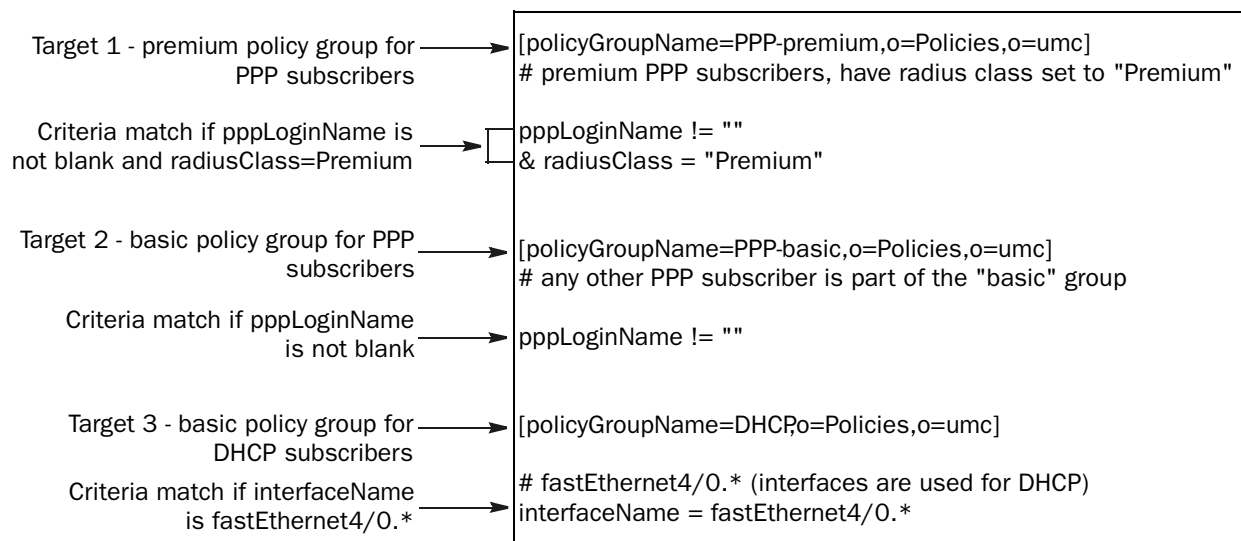 Target 1 - premium policy group for
PPP subscribers
[policyGroupName=PPP-premium,o=Policies,o=umc]
# premium PPP subscribers, have radius class set to "Premium"
Criteria match if pppLoginName is
not blank and radiusClass=Premium
pppLoginName != ""
& radiusClass = "Premium"
Target 2 - basic policy group for PPP
subscribers
[policyGroupName=PPP-basic,o=Policies,o=umc]
# any other PPP subscriber is part of the "basic" group
Criteria match if pppLoginName
is not blank
pppLoginName != ""
Target 3 - basic policy group for
DHCP subscribers
[policyGroupName=DHCP,o=Policies,o=umc]
Criteria match if interfaceName
is fastEthernet4/0.*
# fastEthernet4/0.* (interfaces are used for DHCP)
interfaceName = fastEthernet4/0.*